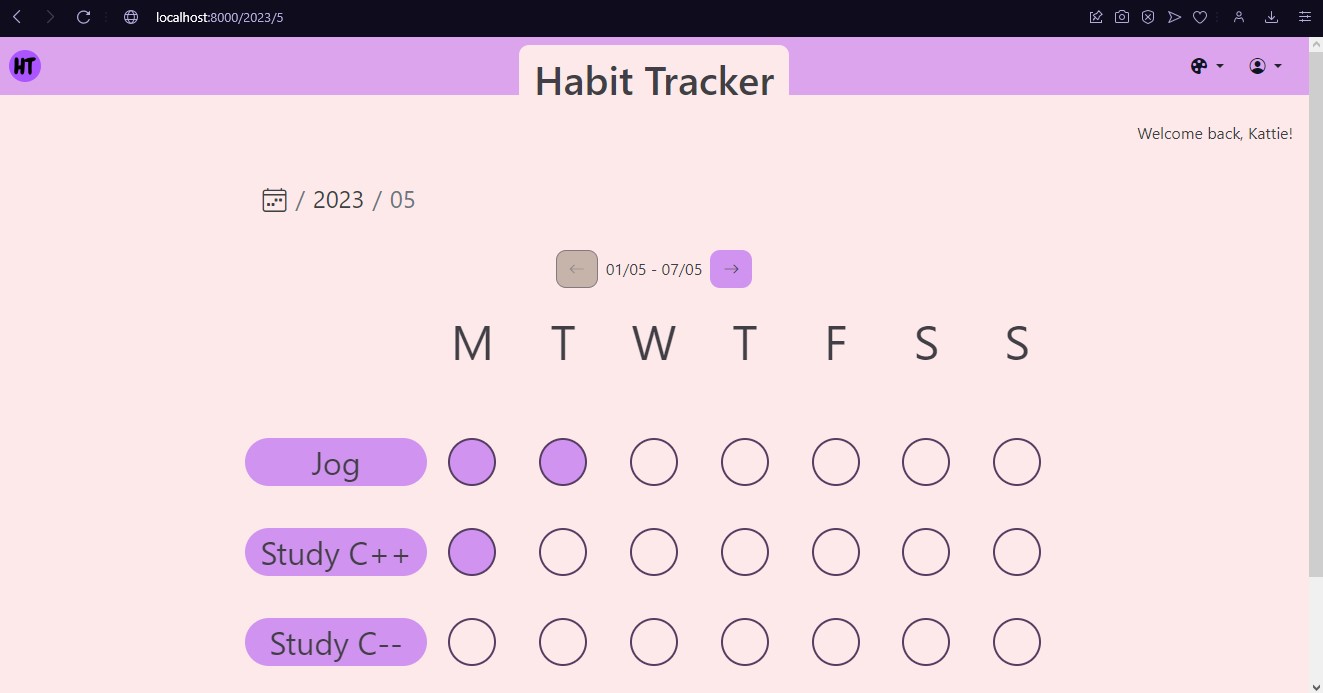 localhost:8000/2023/5
HT
Habit Tracker
Welcome back, Kattie!
/ 2023 / 05
← 01/05 - 07/05 →
M T W T F S S
Jog
Study C++
Study C--